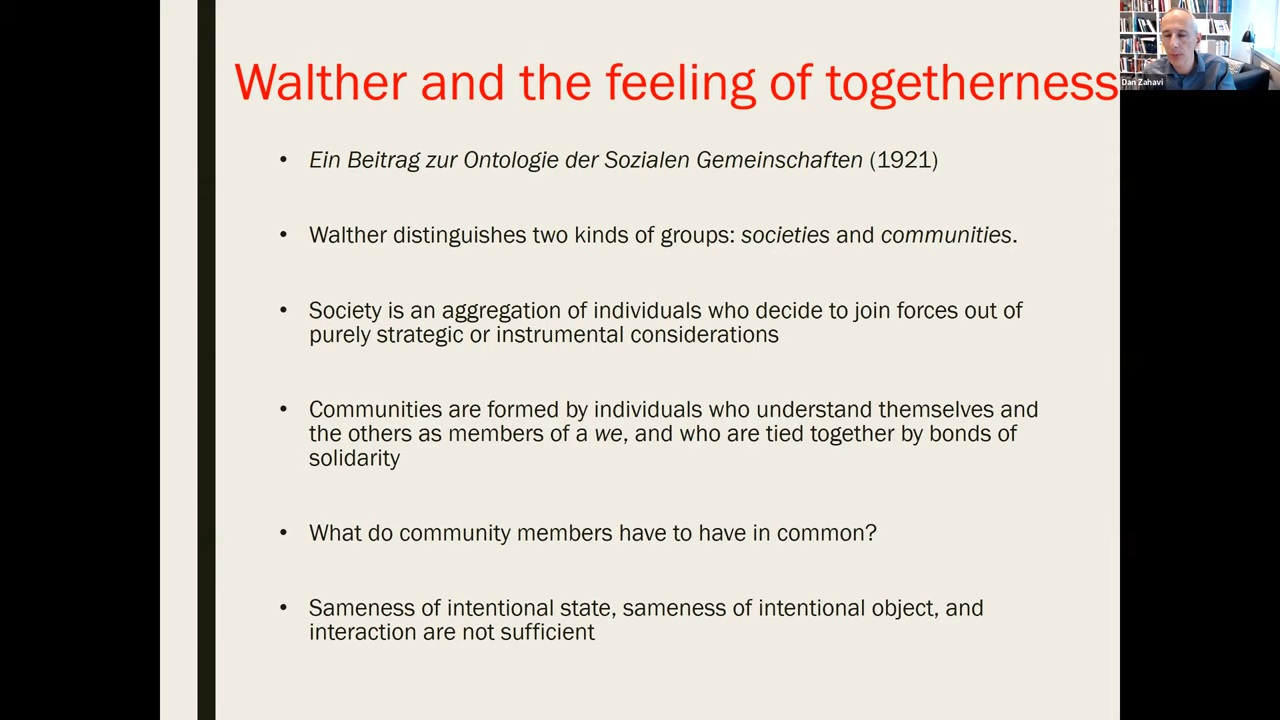 Walther and the feeling of togetherness
Dan Zahavi
• Ein Beitrag zur Ontologie der Sozialen Gemeinschaften (1921)
• Walther distinguishes two kinds of groups: societies and communities.
• Society is an aggregation of individuals who decide to join forces out of
purely strategic or instrumental considerations
• Communities are formed by individuals who understand themselves and
the others as members of a we, and who are tied together by bonds of
solidarity
• What do community members have to have in common?
• Sameness of intentional state, sameness of intentional object, and
interaction are not sufficient